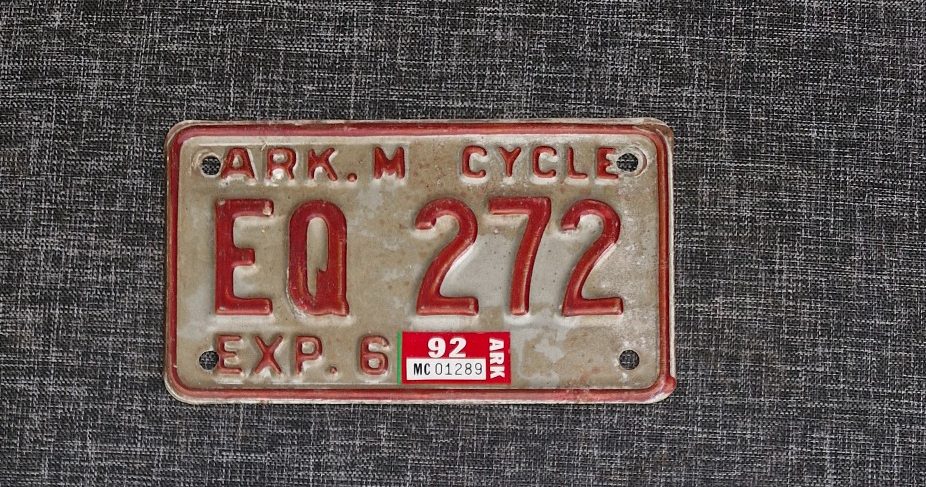 ARK. M CYCLE
EQ 272
EXP. 6
92
MC 01289
ARK